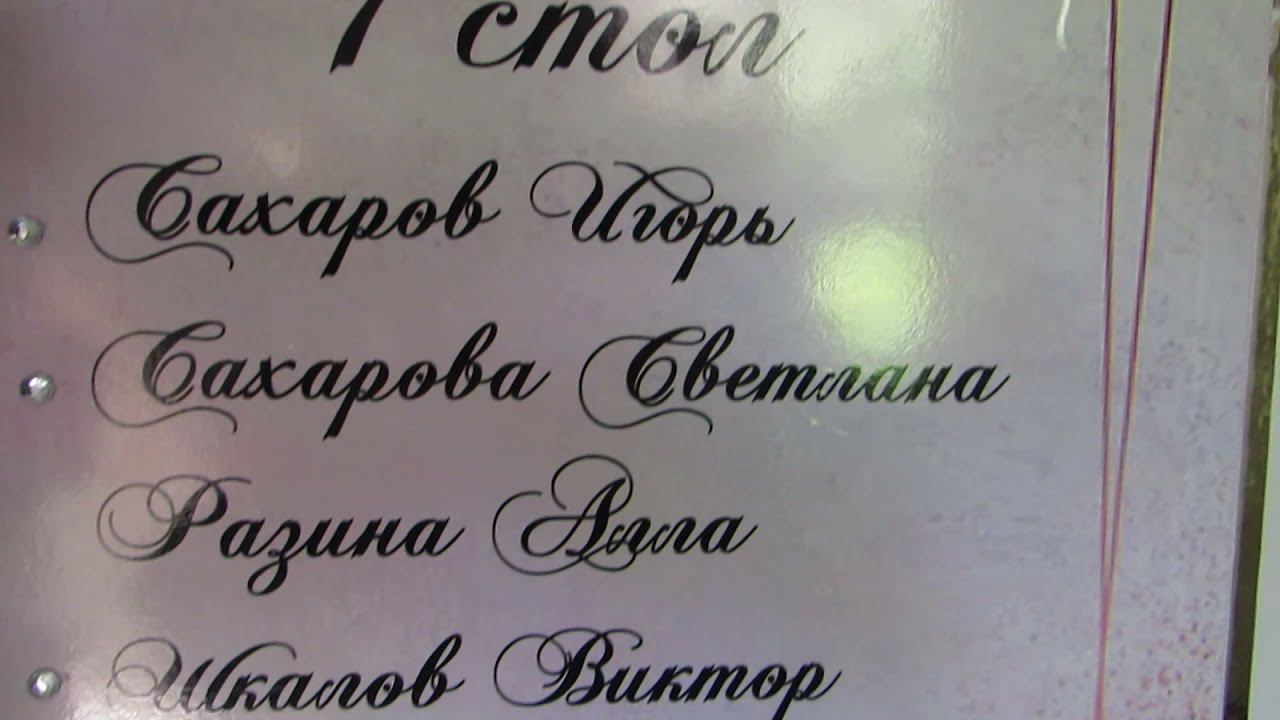 1 стол
Сахаров Игорь
Сахарова Светлана
Разина Алла
Шкалов Виктор